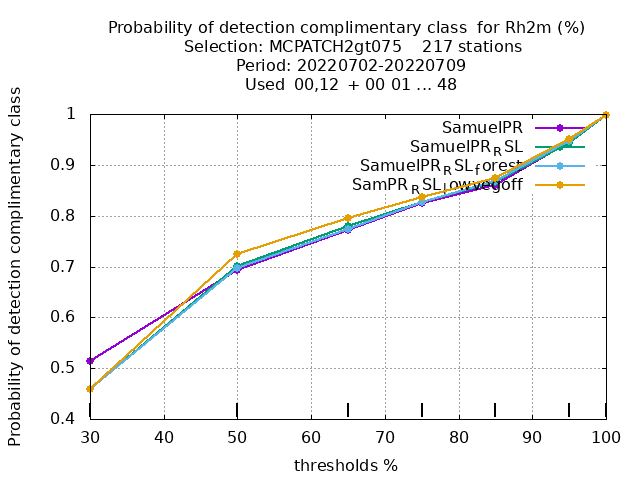 Probability of detection complimentary class for Rh2m (%)
Selection: MCPATCH2gt075 217 stations
Period: 20220702-20220709
Used 00,12 + 00 01 ... 48
Probability of detection complimentary class
1
0.9
0.8
0.7
0.6
0.5
0.4
SamuelPR
SamuelPR_RSL
SamuelPR_RSL_forest
SamPR_RSL_lowvegoff
30 40 50 60 70 80 90 100
thresholds %